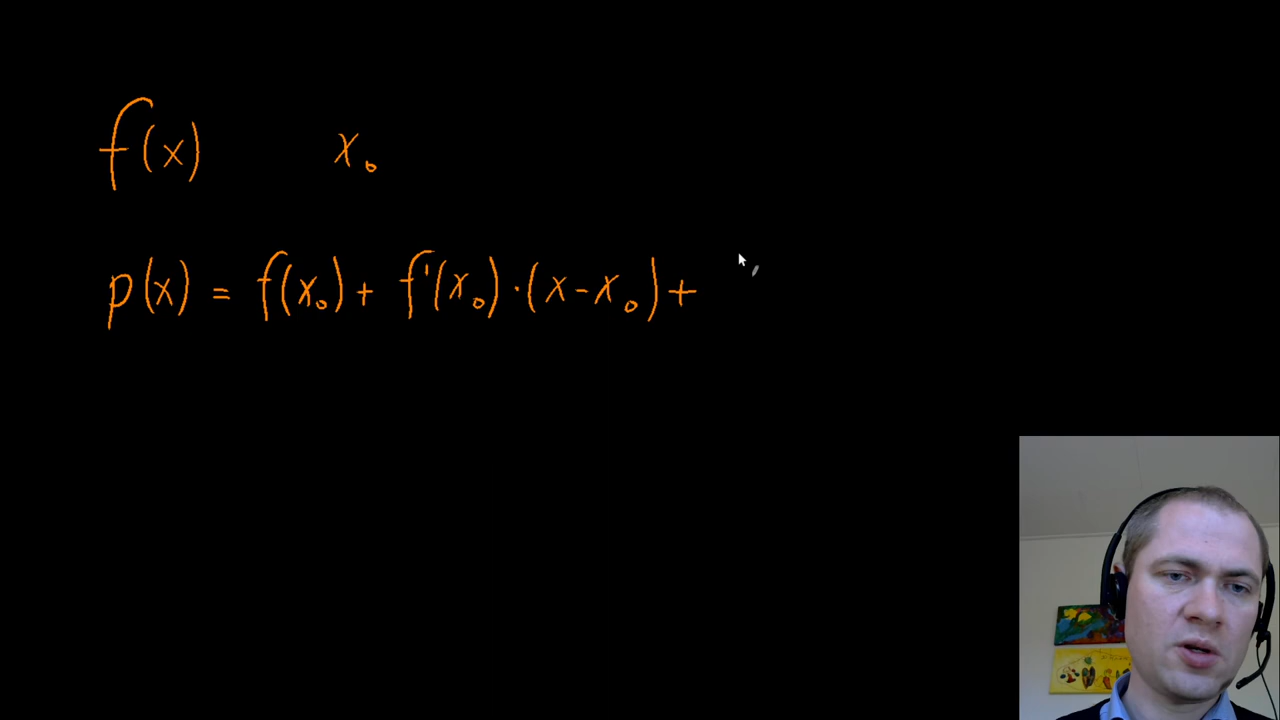 f(x) x₀
p(x) = f(x₀) + f'(x₀)·(x-x₀) +